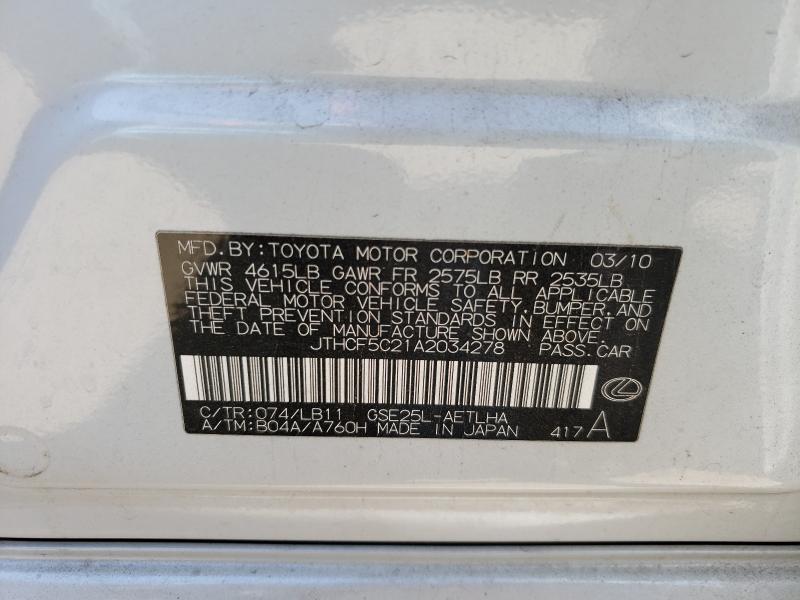 MFD. BY: TOYOTA MOTOR CORPORATION 03/10
GVWR 4615LB GAWR FR 2575LB RR 2535LB
THIS VEHICLE CONFORMS TO ALL APPLICABLE
FEDERAL MOTOR VEHICLE SAFETY, BUMPER, AND
THEFT PREVENTION STANDARDS IN EFFECT ON
THE DATE OF MANUFACTURE SHOWN ABOVE.
JTHCF5C21A2034278 PASS. CAR
C/TR: 074/LB11 GSE25L-AETLHA
A/TM: B04A/A760H MADE IN JAPAN 417 A